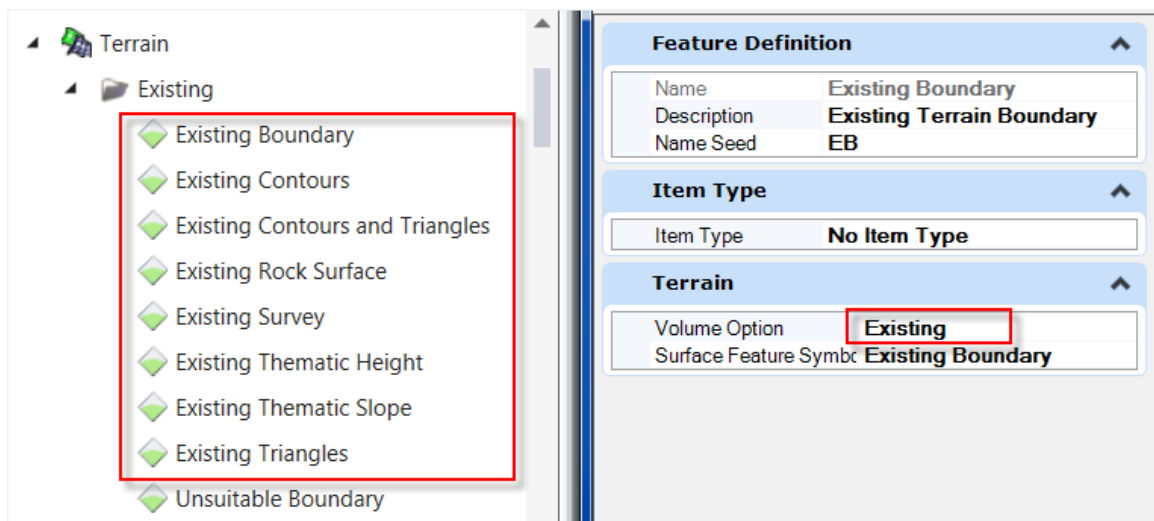 Terrain
Existing
Existing Boundary
Existing Contours
Existing Contours and Triangles
Existing Rock Surface
Existing Survey
Existing Thematic Height
Existing Thematic Slope
Existing Triangles
Unsuitable Boundary
Feature Definition
Name Existing Boundary
Description Existing Terrain Boundary
Name Seed EB
Item Type
Item Type No Item Type
Terrain
Volume Option Existing
Surface Feature Symbc Existing Boundary